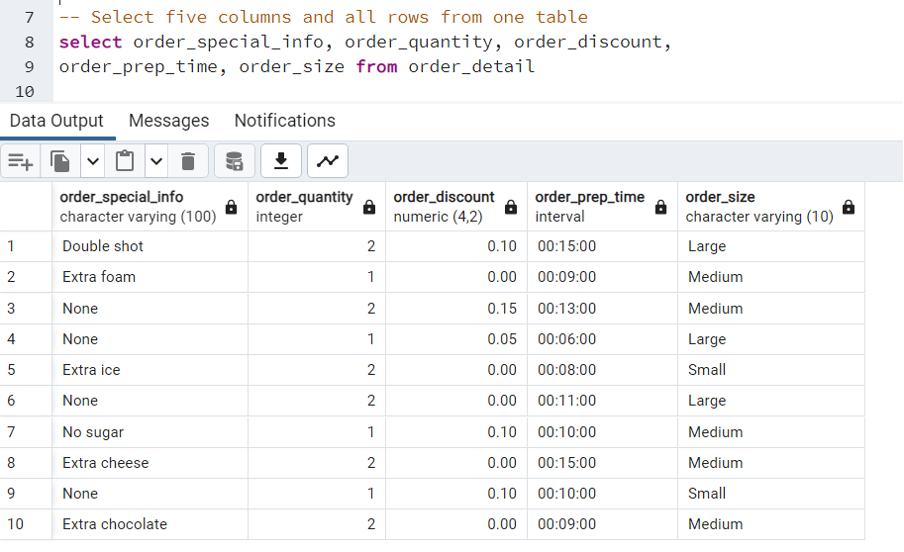 7 -- Select five columns and all rows from one table
8 select order_special_info, order_quantity, order_discount,
9 order_prep_time, order_size from order_detail
10
Data Output Messages Notifications
order_special_info order_quantity order_discount order_prep_time order_size
character varying (100) integer numeric (4,2) interval character varying (10)
1 Double shot 2 0.10 00:15:00 Large
2 Extra foam 1 0.00 00:09:00 Medium
3 None 2 0.15 00:13:00 Medium
4 None 1 0.05 00:06:00 Large
5 Extra ice 2 0.00 00:08:00 Small
6 None 2 0.00 00:11:00 Large
7 No sugar 1 0.10 00:10:00 Medium
8 Extra cheese 2 0.00 00:15:00 Medium
9 None 1 0.10 00:10:00 Small
10 Extra chocolate 2 0.00 00:09:00 Medium